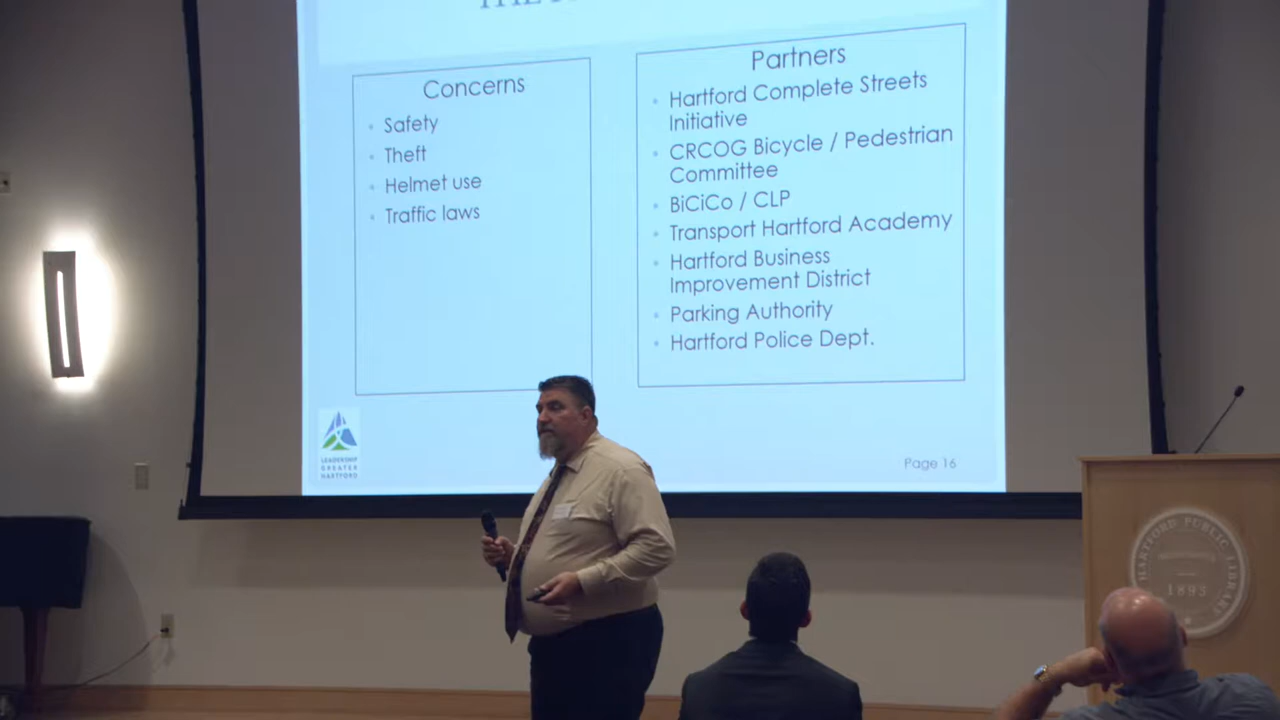 THE
Concerns
Safety
Theft
Helmet use
Traffic laws
Partners
Hartford Complete Streets
Initiative
CRCOG Bicycle / Pedestrian
Committee
BiCiCo / CLP
Transport Hartford Academy
Hartford Business
Improvement District
Parking Authority
Hartford Police Dept.
LEADERSHIP
GREATER
HARTFORD
Page 16
HARTFORD PUBLIC LIBRARY
1893